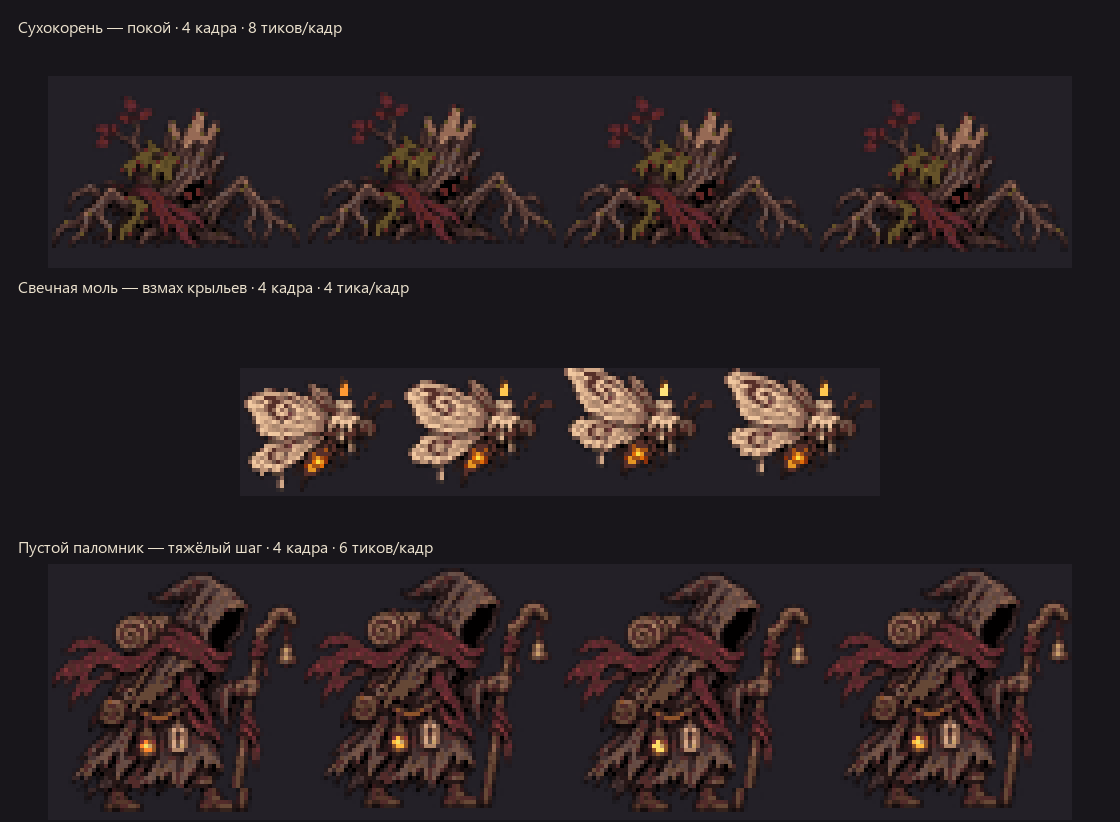 Сухокорень — покой · 4 кадра · 8 тиков/кадр
Свечная моль — взмах крыльев · 4 кадра · 4 тика/кадр
Пустой паломник — тяжёлый шаг · 4 кадра · 6 тиков/кадр